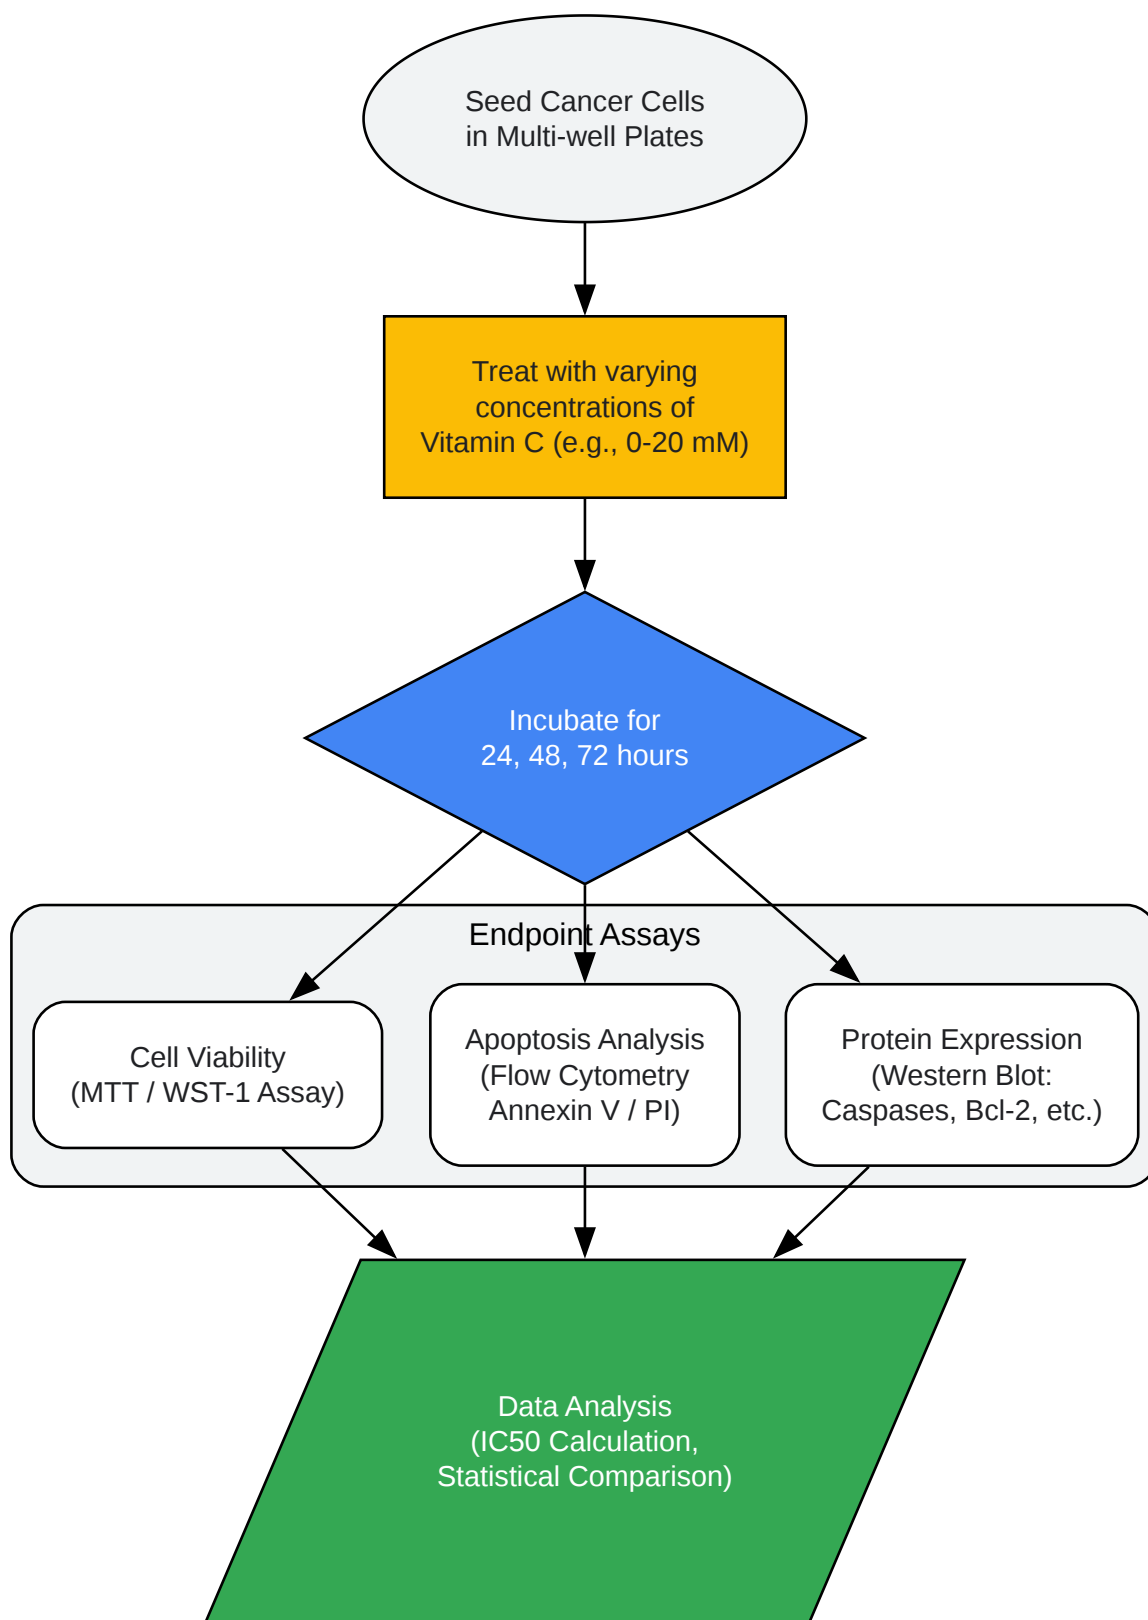 Seed Cancer Cells
in Multi-well Plates
Treat with varying
concentrations of
Vitamin C (e.g., 0-20 mM)
Incubate for
24, 48, 72 hours
Endpoint Assays
Cell Viability
(MTT / WST-1 Assay)
Apoptosis Analysis
(Flow Cytometry
Annexin V / PI)
Protein Expression
(Western Blot:
Caspases, Bcl-2, etc.)
Data Analysis
(IC50 Calculation,
Statistical Comparison)